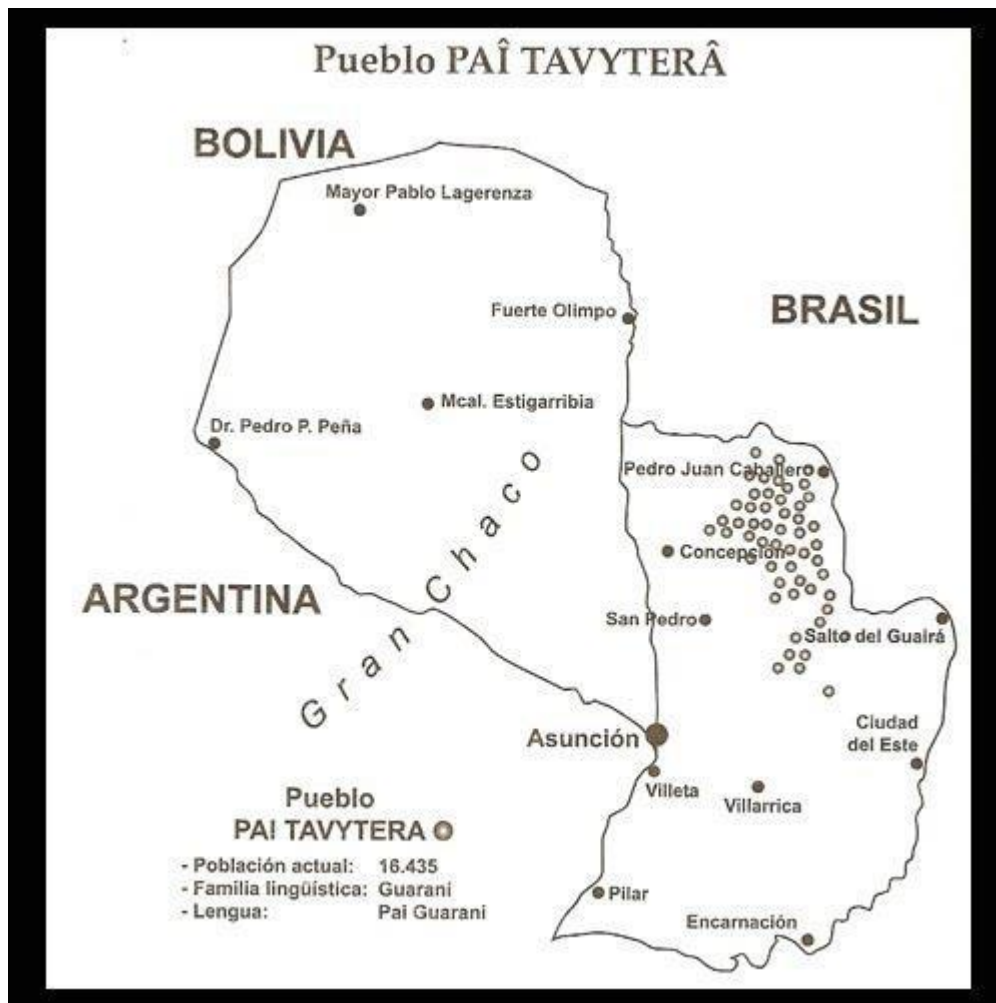 Pueblo PAÎ TAVYTERÂ
BOLIVIA
Mayor Pablo Lagerenza
Fuerte Olimpo
BRASIL
Mcal. Estigarribia
Dr. Pedro P. Peña
Pedro Juan Caballero
Gran Chaco
Concepción
ARGENTINA
San Pedro
Salto del Guairá
Asunción
Ciudad
del Este
Villeta
Villarrica
Pueblo
PAI TAVYTERA
- Población actual: 16.435
- Familia lingüística: Guarani
- Lengua: Pai Guarani
Pilar
Encarnación